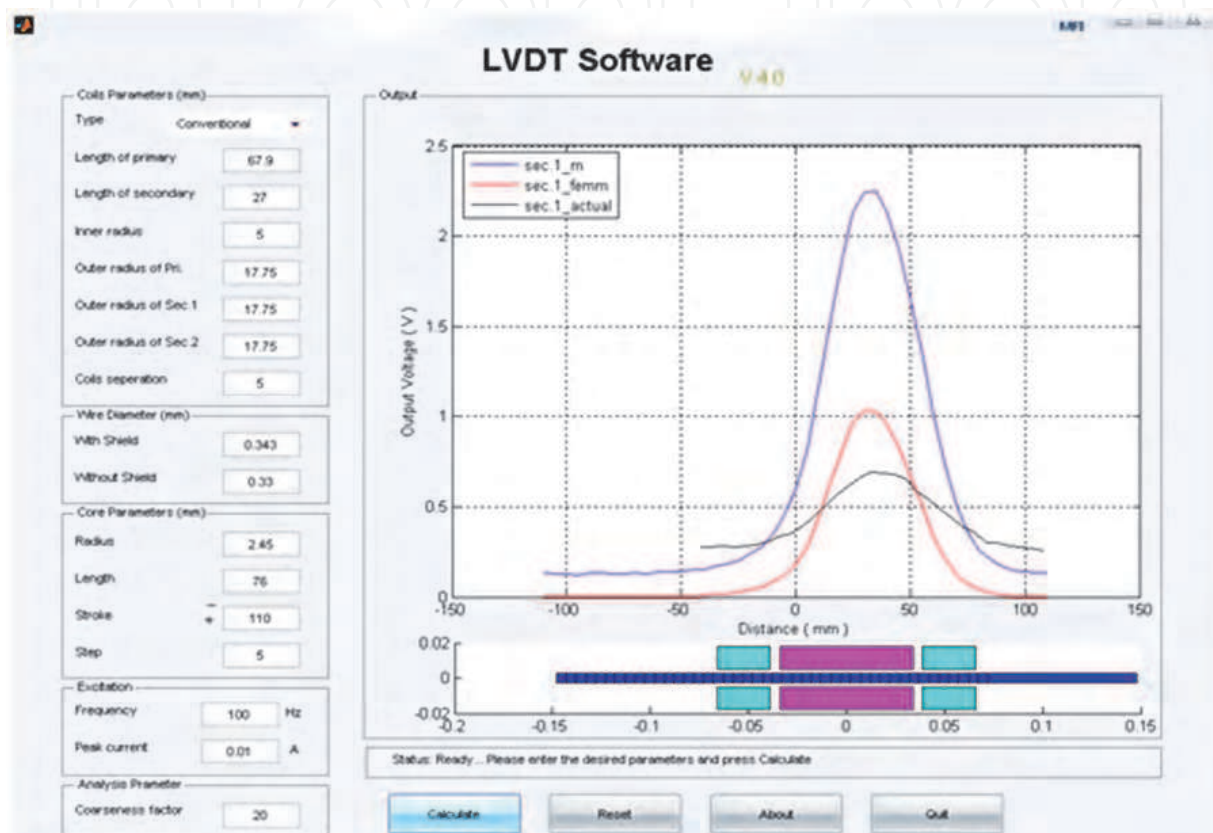 LVDT Software V40
Coils Parameters (mm)
Type Conventional
Length of primary 67.9
Length of secondary 27
Inner radius 5
Outer radius of Pri. 17.75
Outer radius of Sec.1 17.75
Outer radius of Sec.2 17.75
Coils seperation 5
Wire Diameter (mm)
With Shield 0.343
Without Shield 0.33
Core Parameters (mm)
Radius 2.45
Length 76
Stroke - + 110
Step 5
Excitation
Frequency 100 Hz
Peak current 0.01 A
Analysis Prameter
Coarseness factor 20
Output
sec.1_m
sec.1_femm
sec.1_actual
Output Voltage ( V )
2.5
2
1.5
1
0.5
0
-150 -100 -50 0 50 100 150
Distance ( mm )
0.02
0
-0.02
-0.2 -0.15 -0.1 -0.05 0 0.05 0.1 0.15
Status: Ready... Please enter the desired parameters and press Calculate
Calculate Reset About Quit